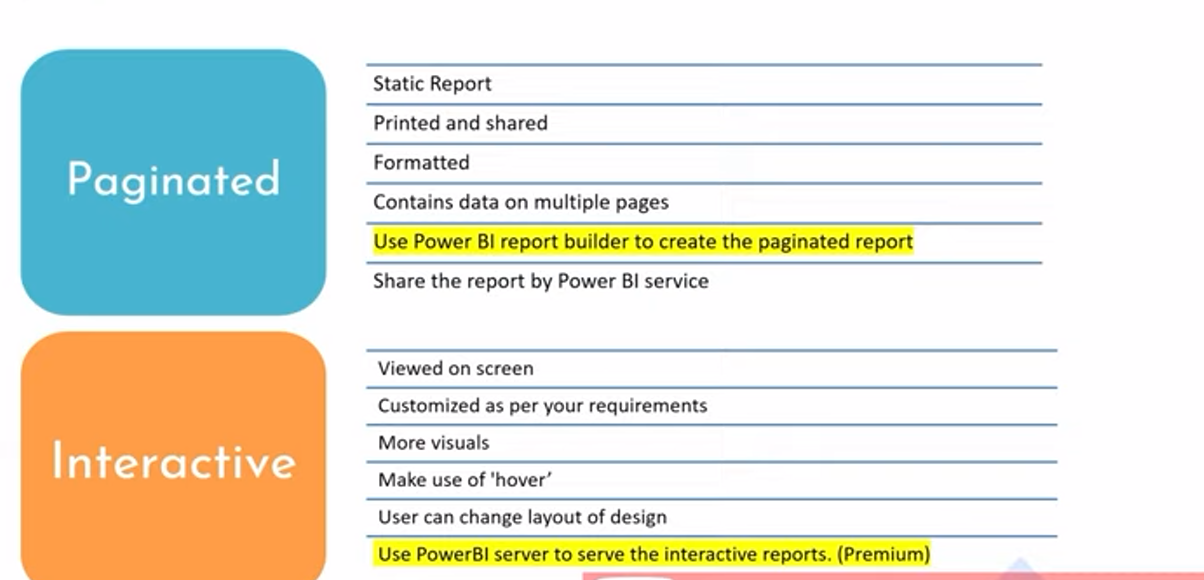 Paginated
Static Report
Printed and shared
Formatted
Contains data on multiple pages
Use Power BI report builder to create the paginated report
Share the report by Power BI service
Interactive
Viewed on screen
Customized as per your requirements
More visuals
Make use of 'hover’
User can change layout of design
Use PowerBI server to serve the interactive reports. (Premium)